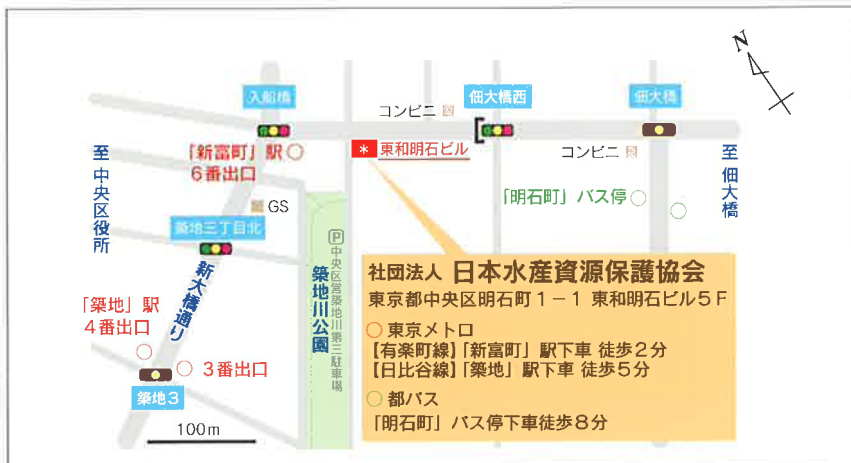 N
入船橋
コンビニ
佃大橋西
佃大橋
「新富町」駅
6番出口
* 東和明石ビル
コンビニ
至 中央区役所
至 佃大橋
GS
「明石町」バス停
築地三丁目北
新大橋通り
P
中央区営築地川第三駐車場
築地川公園
「築地」駅
4番出口
3番出口
築地3
100m
社団法人 日本水産資源保護協会
東京都中央区明石町1−1 東和明石ビル5F
○ 東京メトロ
【有楽町線】「新富町」駅下車 徒歩2分
【日比谷線】「築地」駅下車 徒歩5分
○ 都バス
「明石町」バス停下車徒歩8分